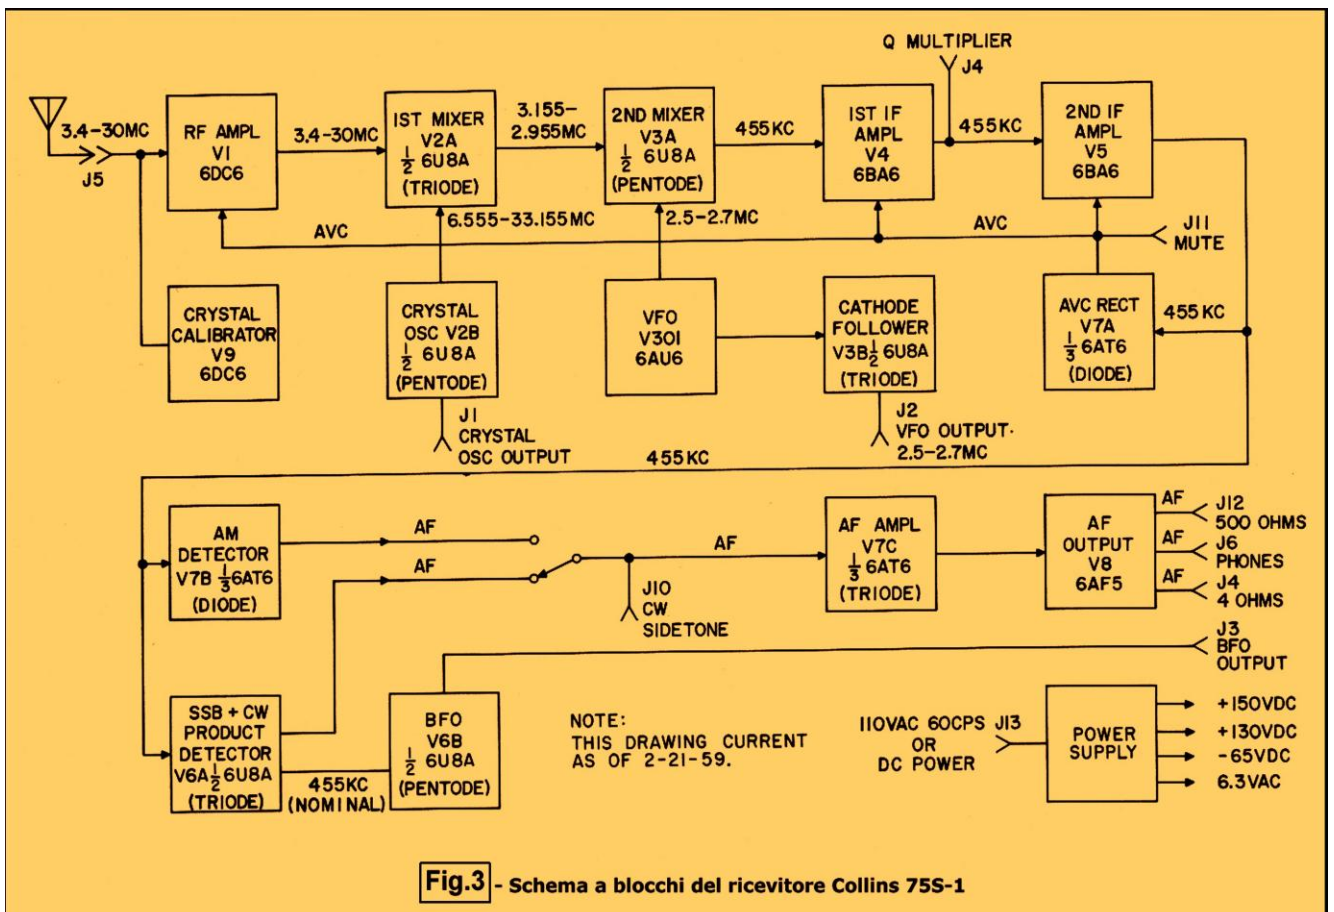 Q MULTIPLIER
J4
3.4-30MC
J5
RF AMPL
V1
6DC6
3.4-30MC
1ST MIXER
V2A
1/2 6U8A
(TRIODE)
3.155-
2.955MC
2ND MIXER
V3A
1/2 6U8A
(PENTODE)
455KC
1ST IF
AMPL
V4
6BA6
455KC
2ND IF
AMPL
V5
6BA6
AVC
6.555-33.155MC
2.5-2.7MC
AVC
J11
MUTE
CRYSTAL
CALIBRATOR
V9
6DC6
CRYSTAL
OSC V2B
1/2 6U8A
(PENTODE)
VFO
V301
6AU6
CATHODE
FOLLOWER
V3B 1/2 6U8A
(TRIODE)
AVC RECT
V7A
1/3 6AT6
(DIODE)
455KC
J1
CRYSTAL
OSC OUTPUT
J2
VFO OUTPUT.
2.5-2.7MC
455KC
AM
DETECTOR
V7B 1/3 6AT6
(DIODE)
AF
AF
J10
CW
SIDETONE
AF
AF AMPL
V7C
1/3 6AT6
(TRIODE)
AF
OUTPUT
V8
6AF5
AF
J12
500 OHMS
AF
J6
PHONES
AF
J4
4 OHMS
J3
BFO
OUTPUT
SSB + CW
PRODUCT
DETECTOR
V6A 1/2 6U8A
(TRIODE)
455KC
(NOMINAL)
BFO
V6B
1/2 6U8A
(PENTODE)
NOTE:
THIS DRAWING CURRENT
AS OF 2-21-59.
110VAC 60CPS J13
OR
DC POWER
POWER
SUPPLY
+150VDC
+130VDC
-65VDC
6.3VAC
Fig.3 - Schema a blocchi del ricevitore Collins 75S-1